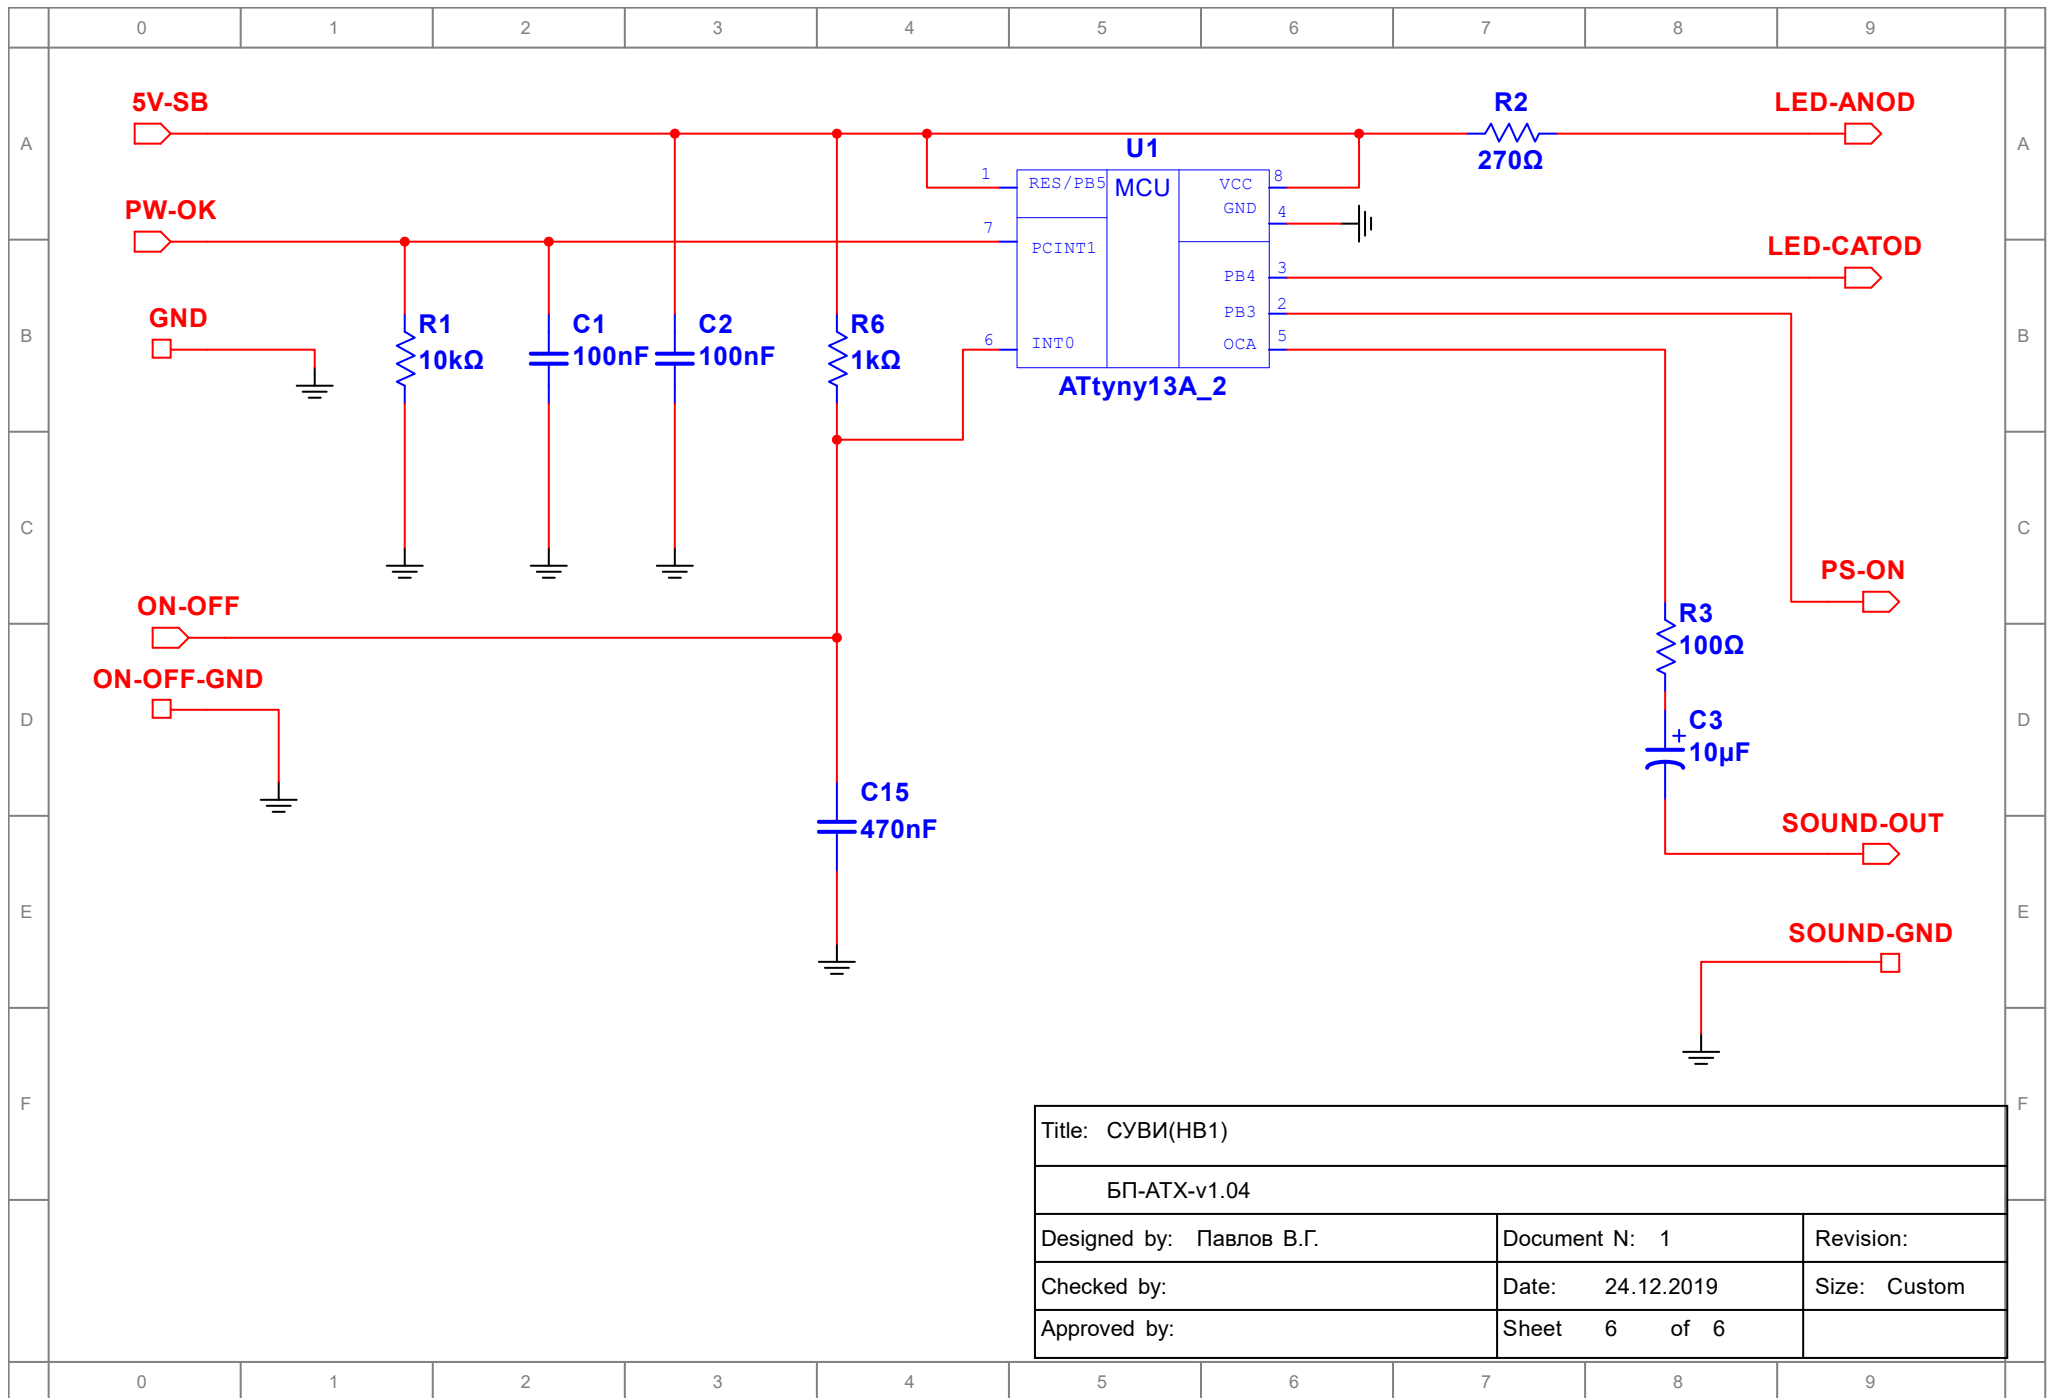 0 1 2 3 4 5 6 7 8 9
5V-SB
R2
LED-ANOD
A
A
U1
270Ω
1
RES/PB5
MCU
VCC
8
PW-OK
GND
4
7
PCINT1
LED-CATOD
PB4
3
PB3
2
GND
R1
C1
C2
R6
B
6
INT0
OCA
5
B
10kΩ
100nF
100nF
1kΩ
ATtyny13A_2
C
C
PS-ON
ON-OFF
R3
100Ω
ON-OFF-GND
D
C3
D
+
10µF
C15
470nF
SOUND-OUT
E
E
SOUND-GND
F
F
Title: СУВИ(НВ1)
БП-ATX-v1.04
Designed by: Павлов В.Г.
Document N: 1
Revision:
Checked by:
Date: 24.12.2019
Size: Custom
Approved by:
Sheet 6 of 6
0 1 2 3 4 5 6 7 8 9